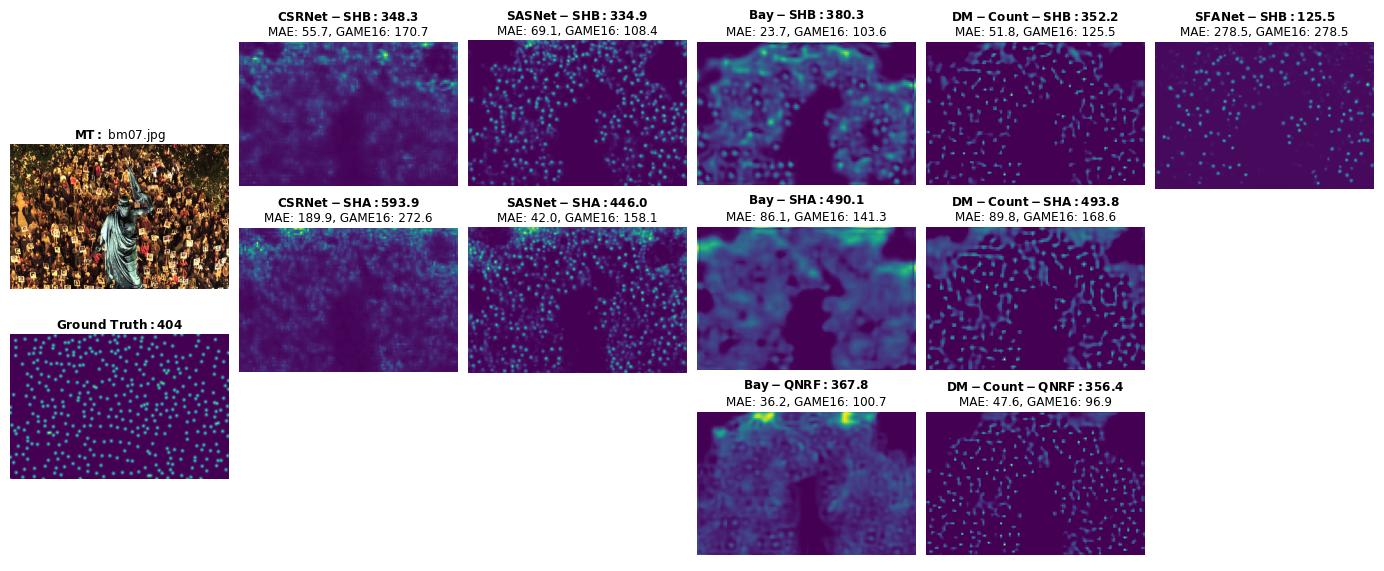 CSRNet − SHB : 348.3
MAE: 55.7, GAME16: 170.7
SASNet − SHB : 334.9
MAE: 69.1, GAME16: 108.4
Bay − SHB : 380.3
MAE: 23.7, GAME16: 103.6
DM − Count − SHB : 352.2
MAE: 51.8, GAME16: 125.5
SFANet − SHB : 125.5
MAE: 278.5, GAME16: 278.5
MT : bm07.jpg
CSRNet − SHA : 593.9
MAE: 189.9, GAME16: 272.6
SASNet − SHA : 446.0
MAE: 42.0, GAME16: 158.1
Bay − SHA : 490.1
MAE: 86.1, GAME16: 141.3
DM − Count − SHA : 493.8
MAE: 89.8, GAME16: 168.6
Ground Truth : 404
Bay − QNRF : 367.8
MAE: 36.2, GAME16: 100.7
DM − Count − QNRF : 356.4
MAE: 47.6, GAME16: 96.9